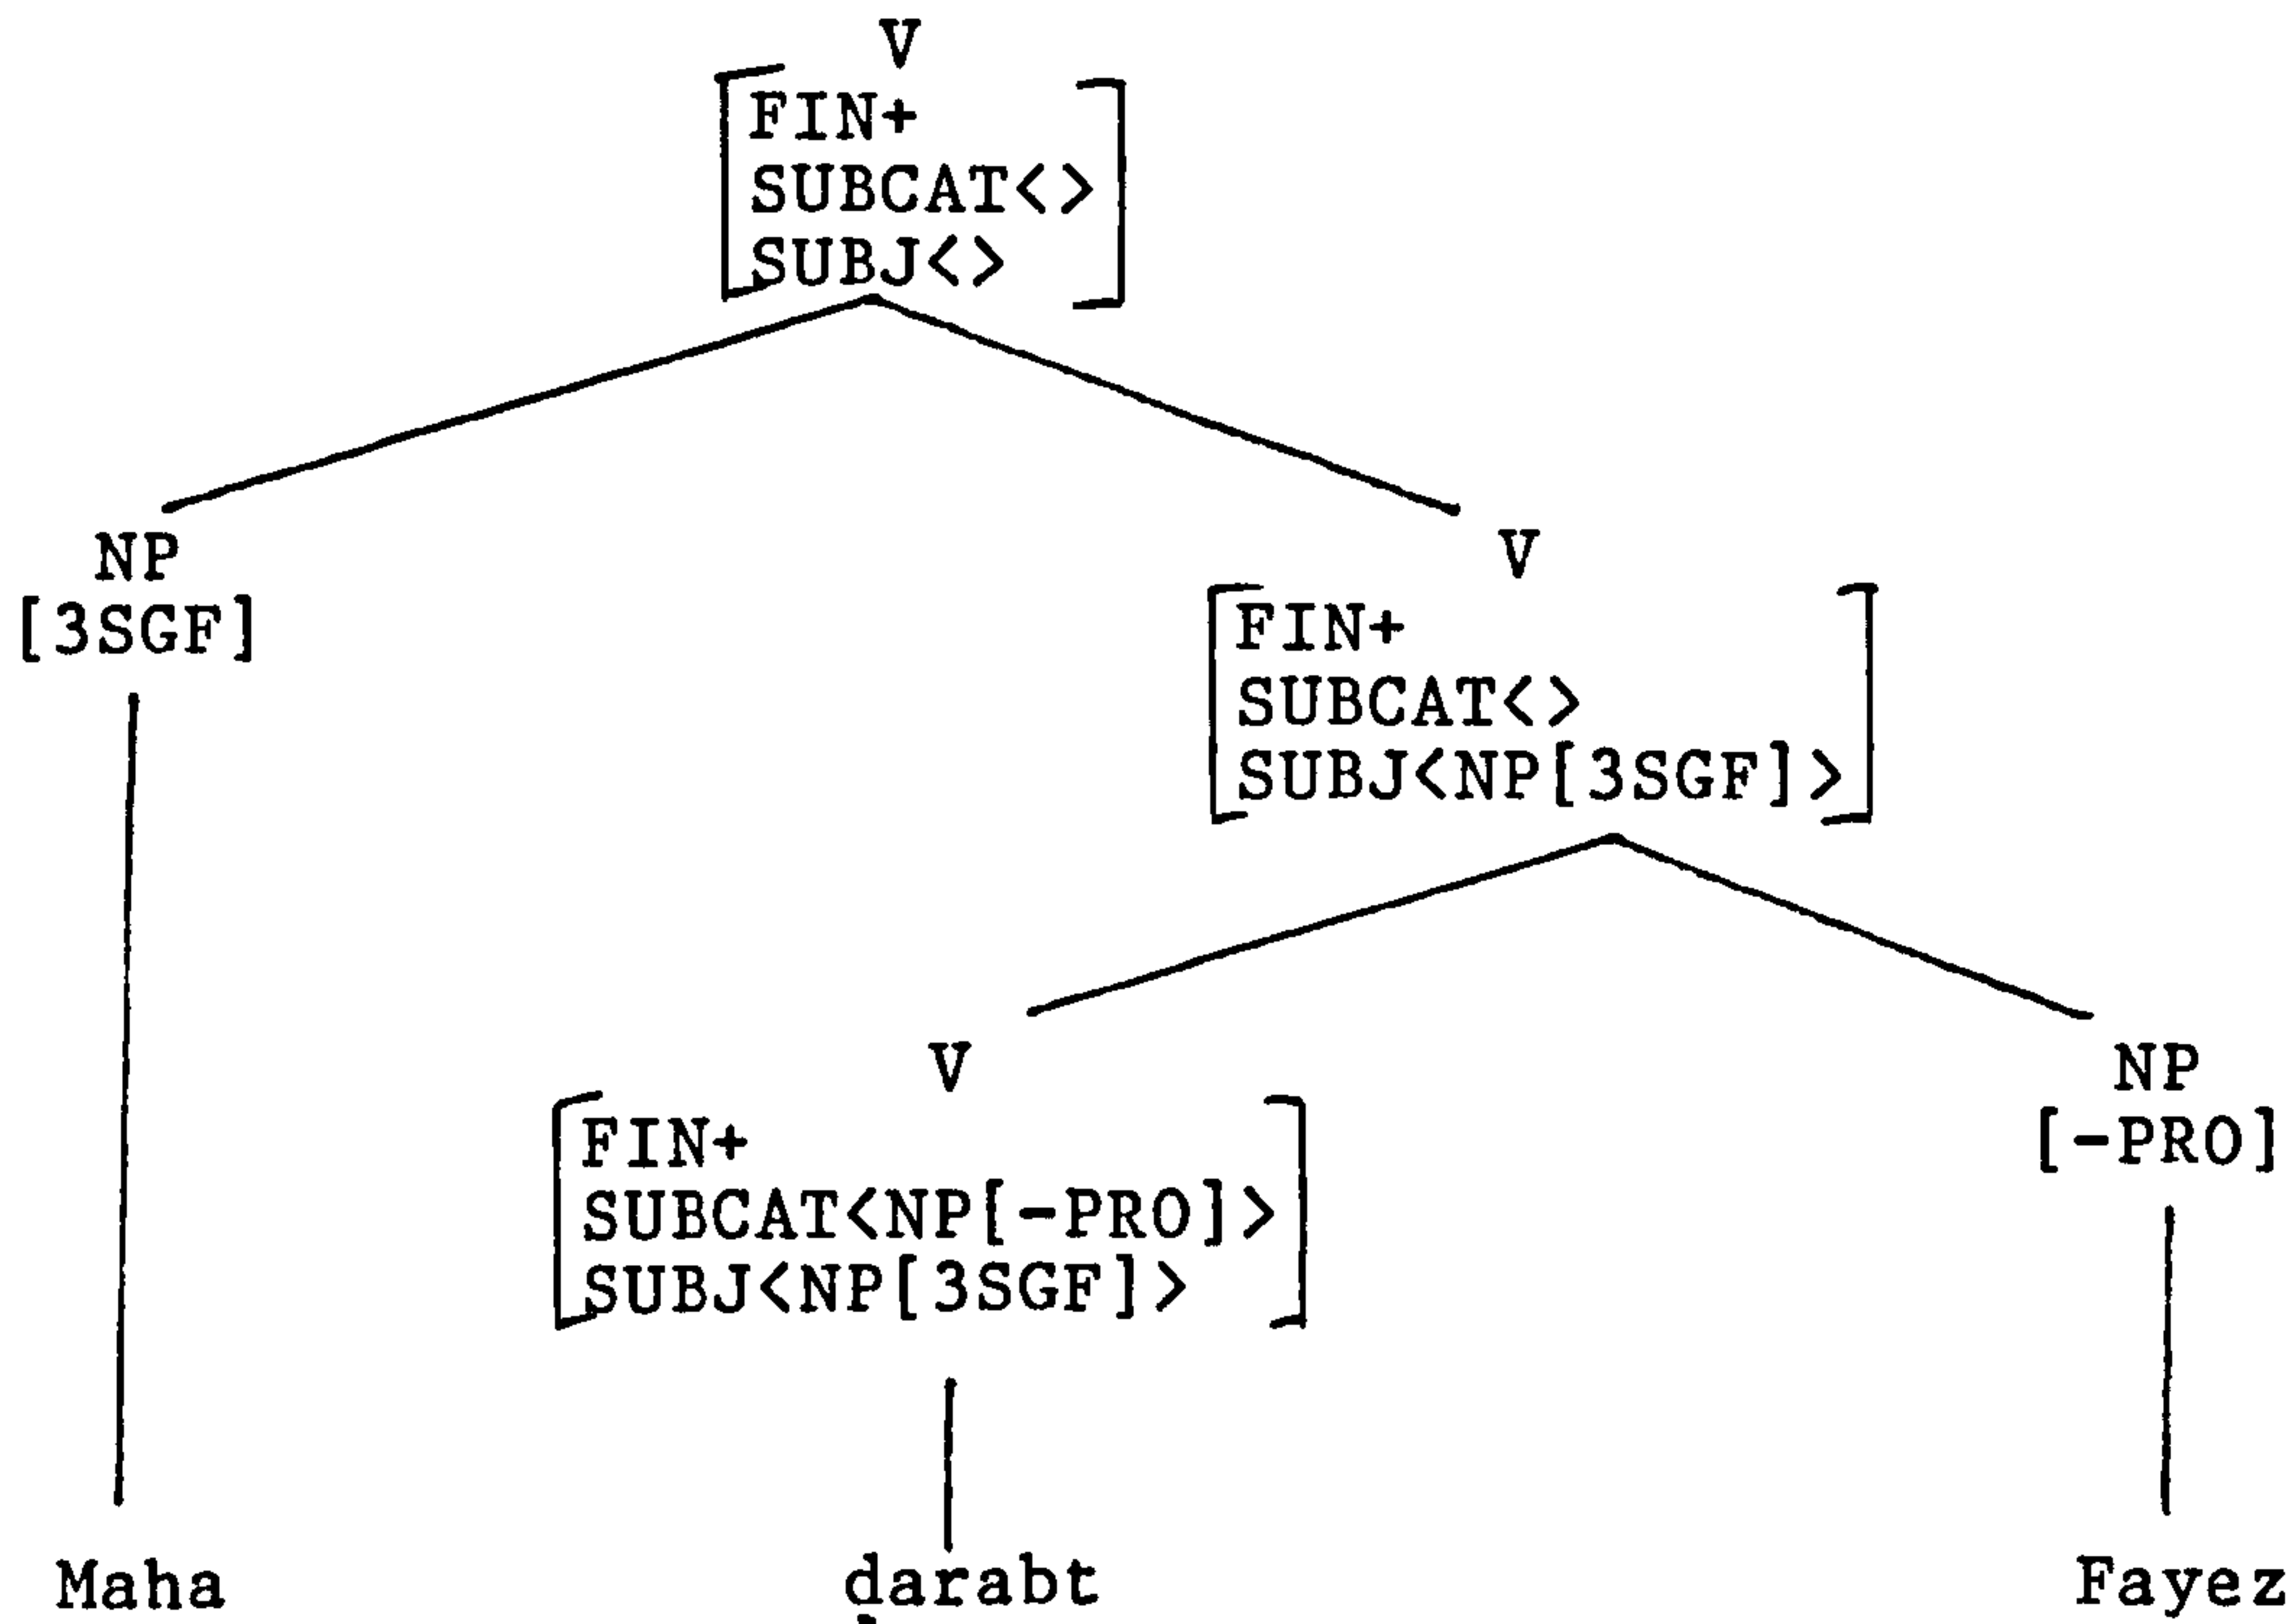 V
FIN+
SUBCAT<>
SUBJ<>
NP
[3SGF]
V
FIN+
SUBCAT<>
SUBJ<NP[3SGF]>
V
FIN+
SUBCAT<NP[-PRO]>
SUBJ<NP[3SGF]>
NP
[-PRO]
Maha ḍarabt Fayez